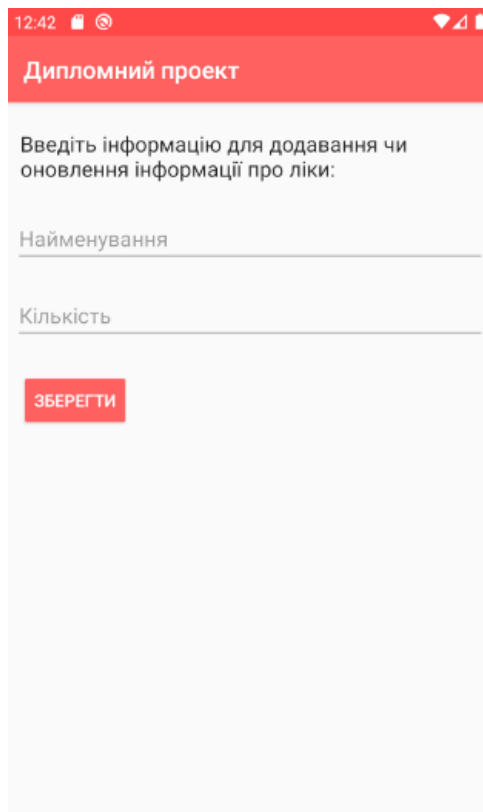 12:42
Дипломний проект
Введіть інформацію для додавання чи
оновлення інформації про ліки:
Найменування
Кількість
ЗБЕРЕГТИ